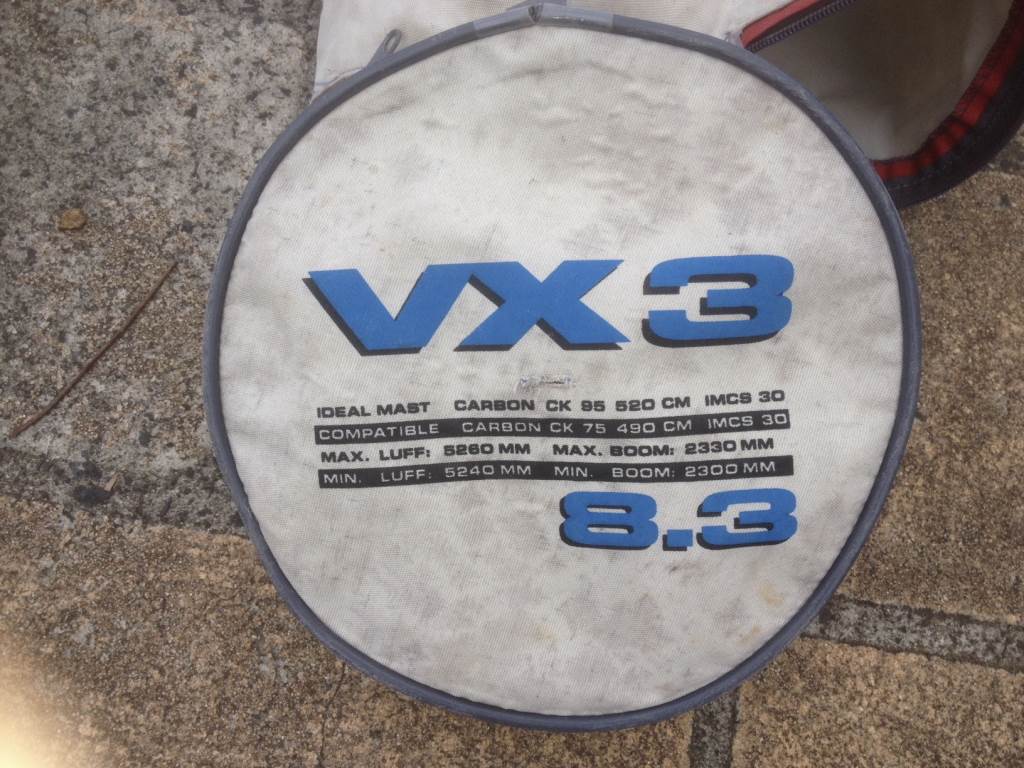 VX3
IDEAL MAST CARBON CK 95 520 CM IMCS 30
COMPATIBLE CARBON CK 75 490 CM IMCS 30
MAX. LUFF: 5260 MM MAX. BOOM: 2330 MM
MIN. LUFF: 5240 MM MIN. BOOM: 2300 MM
8.3